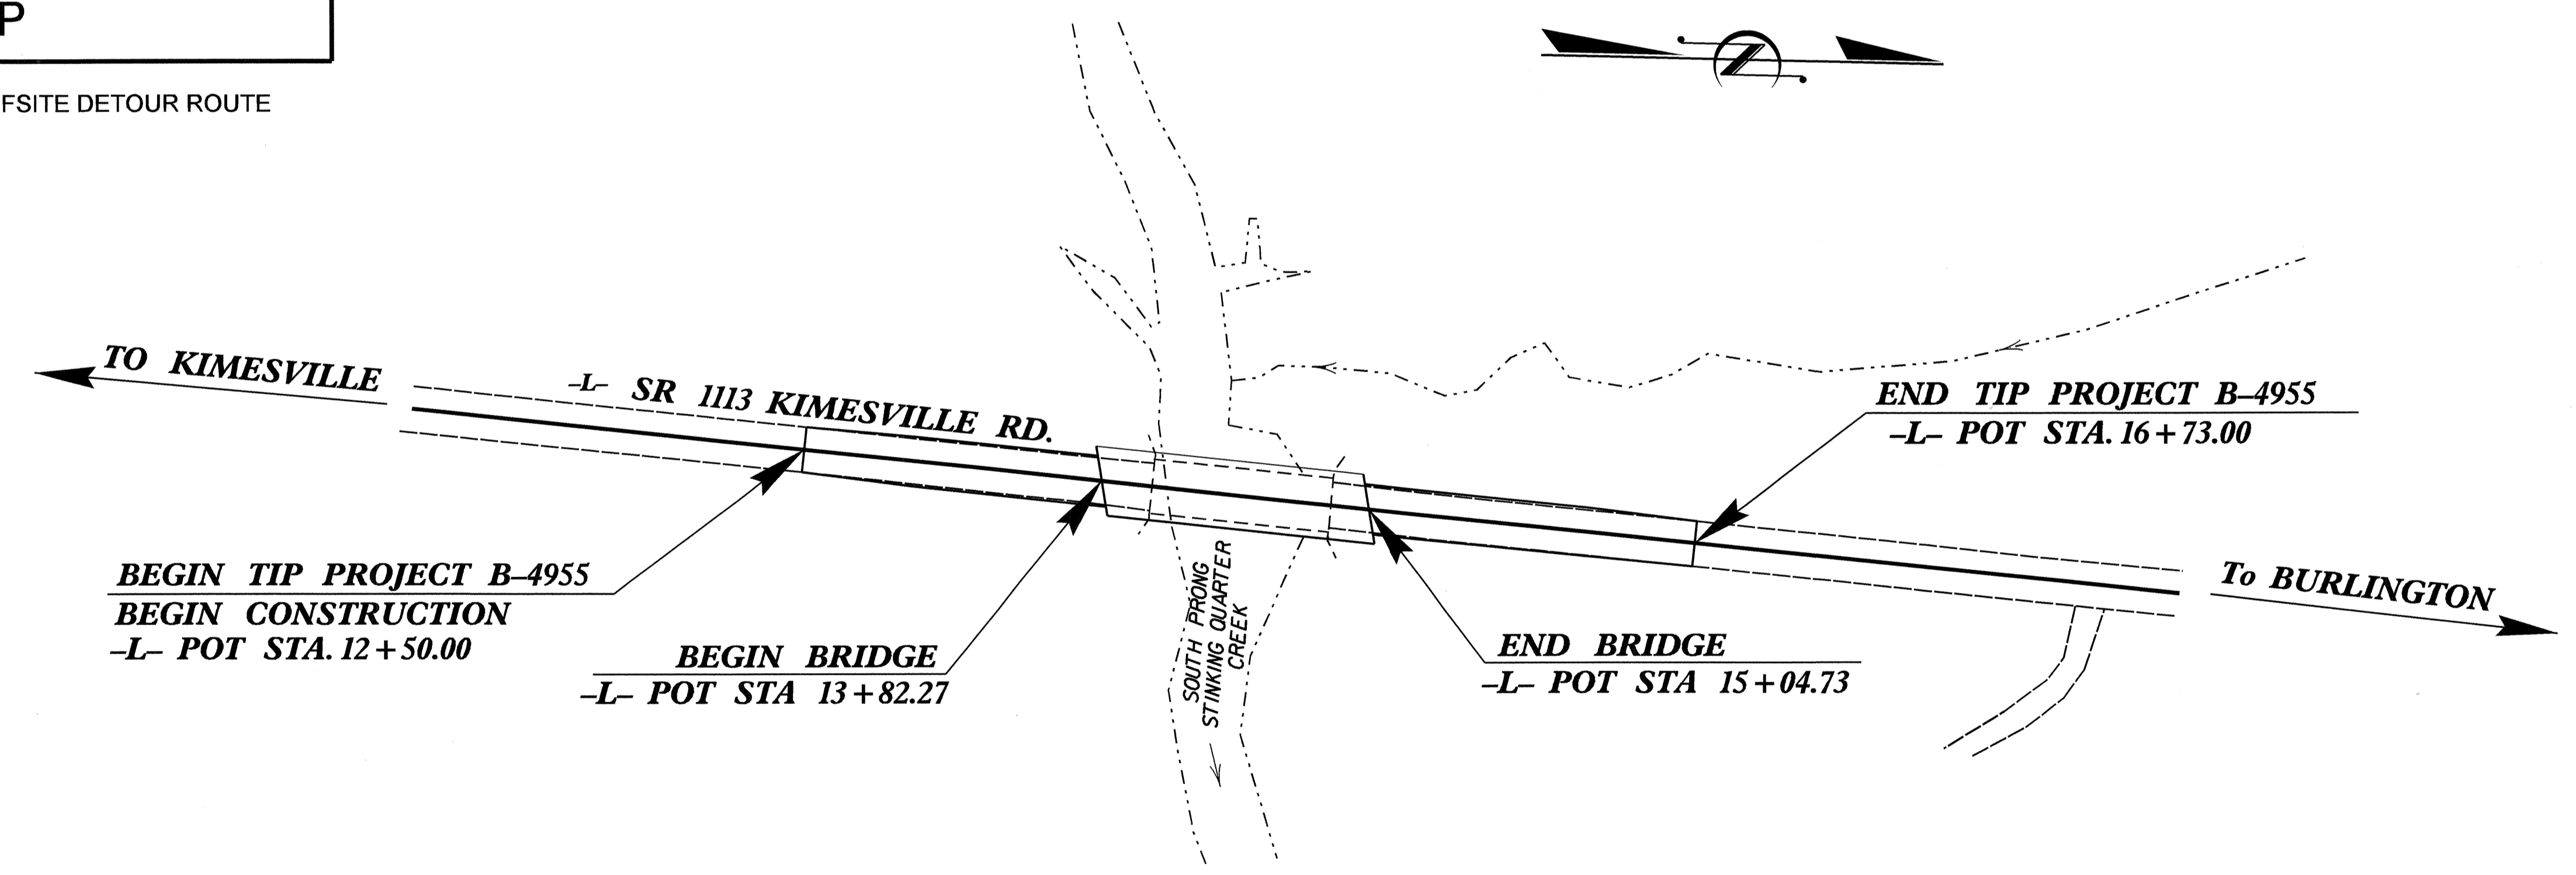 P
FSITE DETOUR ROUTE
Z
TO KIMESVILLE
–L– SR 1113 KIMESVILLE RD.
END TIP PROJECT B–4955
–L– POT STA. 16+73.00
BEGIN TIP PROJECT B–4955
BEGIN CONSTRUCTION
–L– POT STA. 12+50.00
BEGIN BRIDGE
–L– POT STA 13+82.27
SOUTH PRONG
STINKING QUARTER
CREEK
END BRIDGE
–L– POT STA 15+04.73
To BURLINGTON